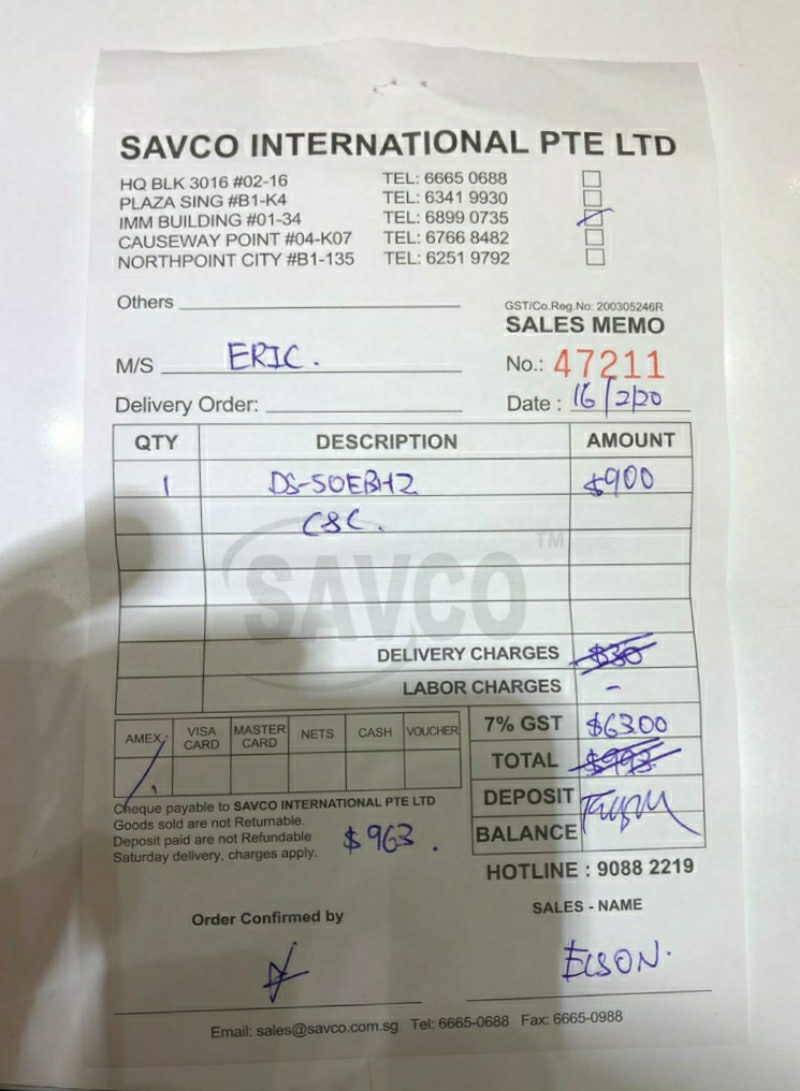 SAVCO INTERNATIONAL PTE LTD
HQ BLK 3016 #02-16 TEL: 6665 0688
PLAZA SING #B1-K4 TEL: 6341 9930
IMM BUILDING #01-34 TEL: 6899 0735
CAUSEWAY POINT #04-K07 TEL: 6766 8482
NORTHPOINT CITY #B1-135 TEL: 6251 9792
Others
GST/Co.Reg.No: 200305246R
SALES MEMO
M/S ERIC.
No.: 47211
Delivery Order:
Date : 16/2/20
QTY DESCRIPTION AMOUNT
1 DS-50EBH2 $900
C&C.
SAVCO TM
DELIVERY CHARGES $30
LABOR CHARGES -
AMEX VISA CARD MASTER CARD NETS CASH VOUCHER
7% GST $6300
TOTAL $993.
DEPOSIT
BALANCE
Cheque payable to SAVCO INTERNATIONAL PTE LTD
Goods sold are not Returnable.
Deposit paid are not Refundable
Saturday delivery, charges apply.
$963.
HOTLINE : 9088 2219
SALES - NAME
Order Confirmed by
ELSON.
Email: sales@savco.com.sg Tel: 6665-0688 Fax: 6665-0988